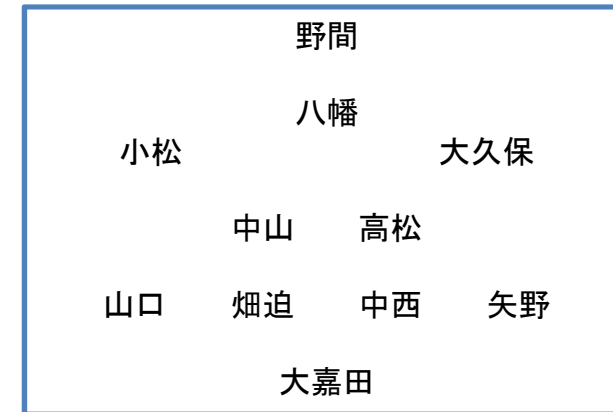 野間
八幡
小松 大久保
中山 高松
山口 畑迫 中西 矢野
大嘉田